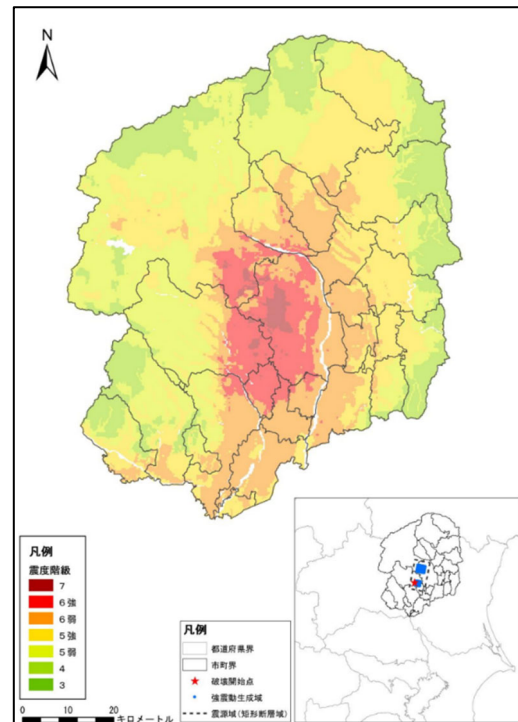 N
凡例
震度階級
7
6強
6弱
5強
5弱
4
3
0 10 20
キロメートル
凡例
都道府県界
市町界
破壊開始点
強震動生成域
震源域(矩形断層域)